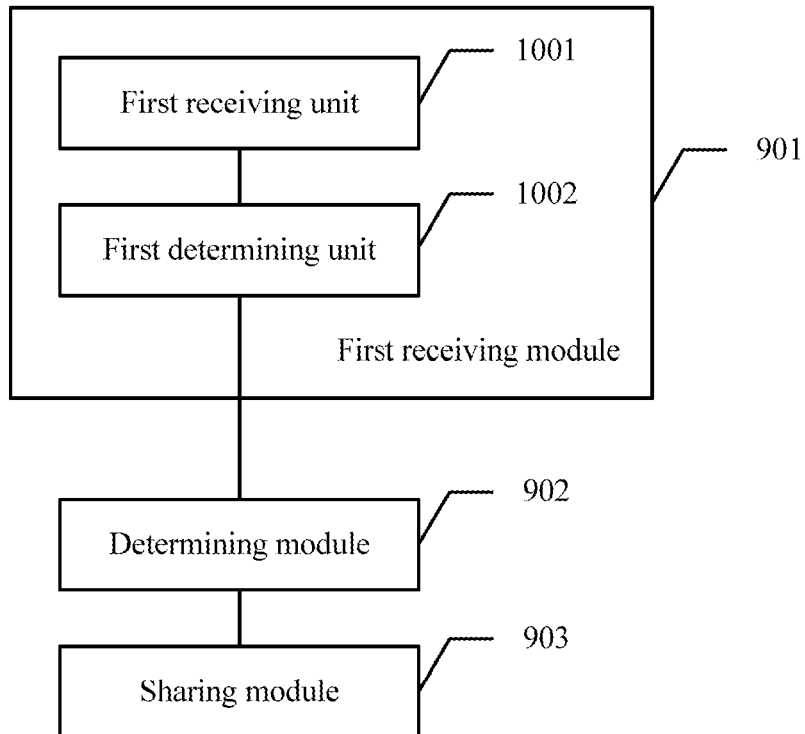 1001
First receiving unit
901
1002
First determining unit
First receiving module
902
Determining module
903
Sharing module